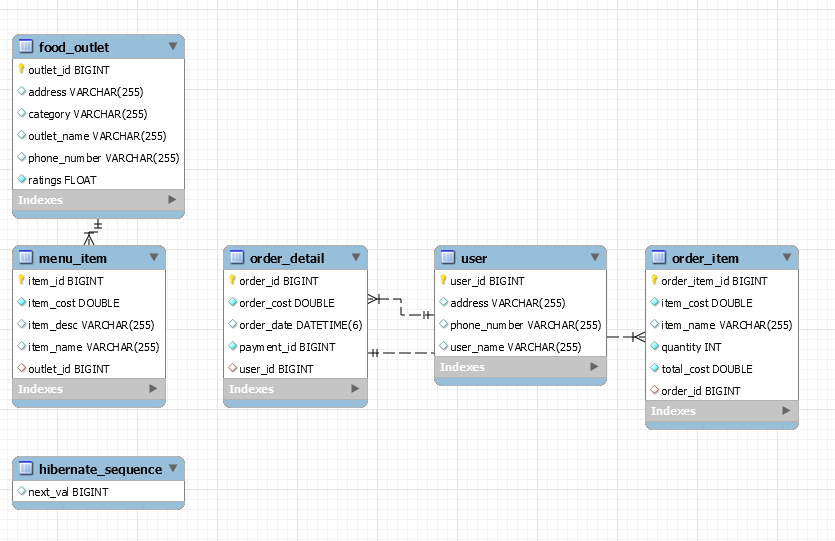 food_outlet
outlet_id BIGINT
address VARCHAR(255)
category VARCHAR(255)
outlet_name VARCHAR(255)
phone_number VARCHAR(255)
ratings FLOAT
Indexes
menu_item
item_id BIGINT
item_cost DOUBLE
item_desc VARCHAR(255)
item_name VARCHAR(255)
outlet_id BIGINT
Indexes
order_detail
order_id BIGINT
order_cost DOUBLE
order_date DATETIME(6)
payment_id BIGINT
user_id BIGINT
Indexes
user
user_id BIGINT
address VARCHAR(255)
phone_number VARCHAR(255)
user_name VARCHAR(255)
Indexes
order_item
order_item_id BIGINT
item_cost DOUBLE
item_name VARCHAR(255)
quantity INT
total_cost DOUBLE
order_id BIGINT
Indexes
hibernate_sequence
next_val BIGINT